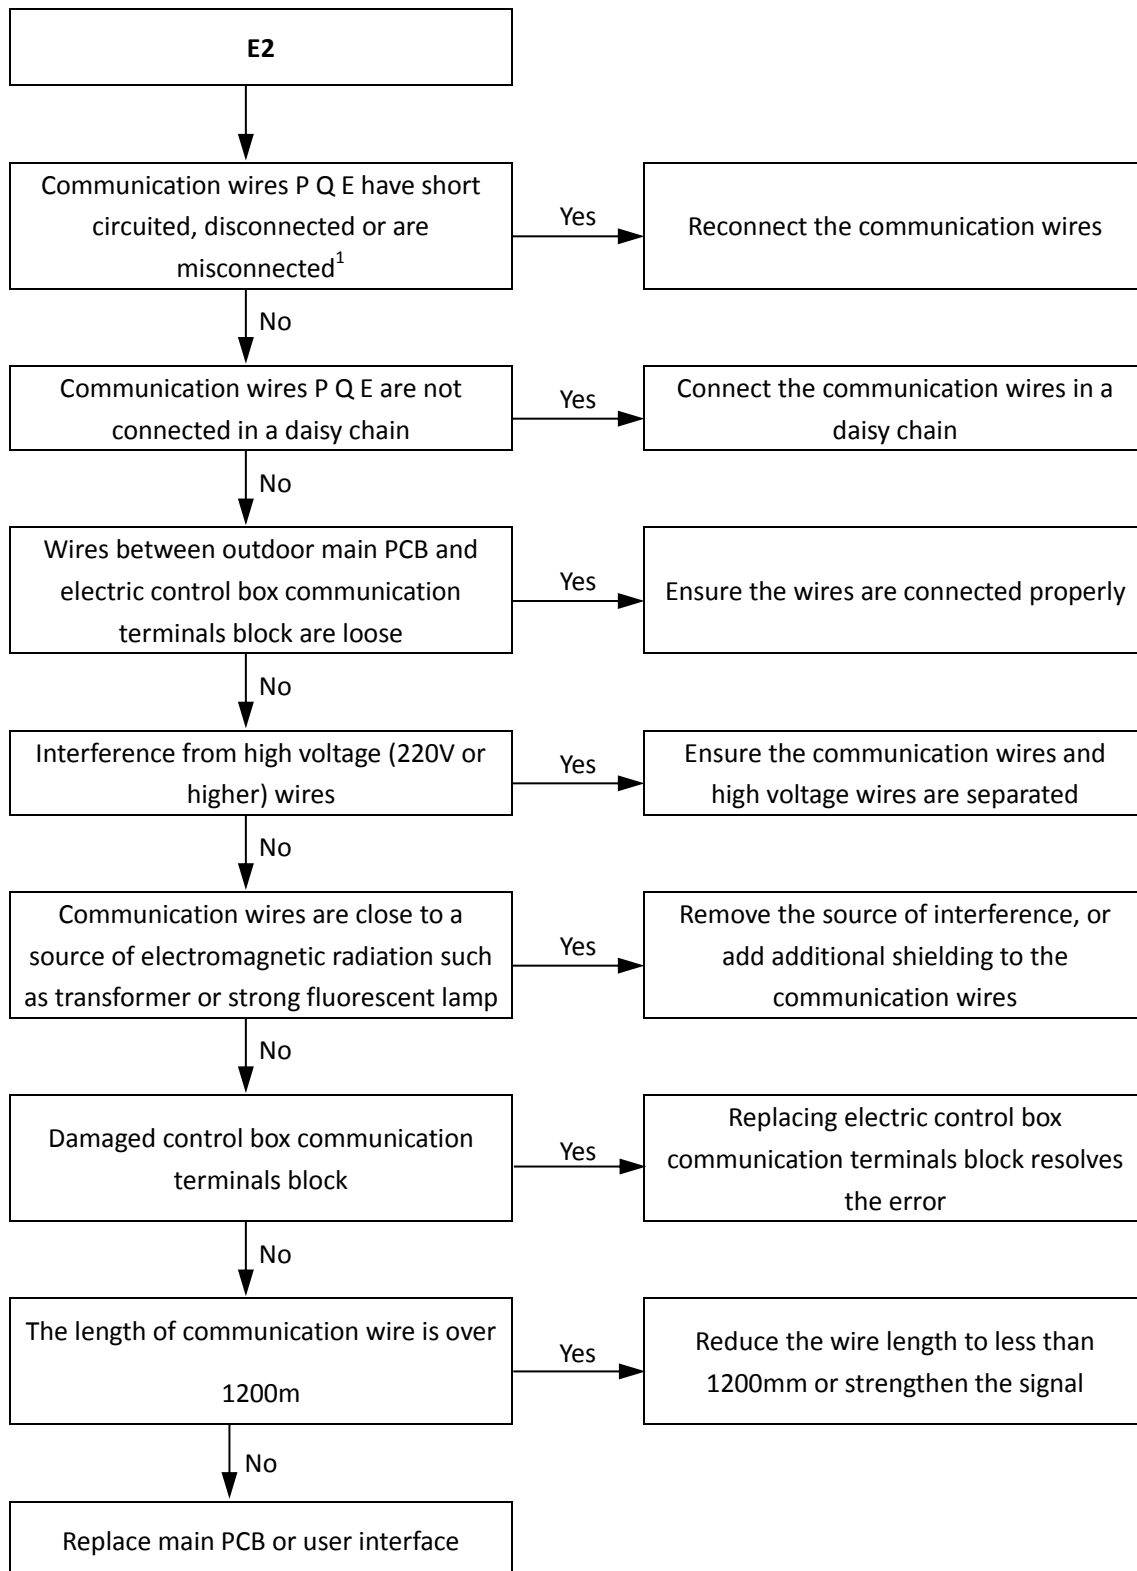 E2
Communication wires P Q E have short
circuited, disconnected or are
misconnected¹
Yes
Reconnect the communication wires
No
Communication wires P Q E are not
connected in a daisy chain
Yes
Connect the communication wires in a
daisy chain
No
Wires between outdoor main PCB and
electric control box communication
terminals block are loose
Yes
Ensure the wires are connected properly
No
Interference from high voltage (220V or
higher) wires
Yes
Ensure the communication wires and
high voltage wires are separated
No
Communication wires are close to a
source of electromagnetic radiation such
as transformer or strong fluorescent lamp
Yes
Remove the source of interference, or
add additional shielding to the
communication wires
No
Damaged control box communication
terminals block
Yes
Replacing electric control box
communication terminals block resolves
the error
No
The length of communication wire is over
1200m
Yes
Reduce the wire length to less than
1200mm or strengthen the signal
No
Replace main PCB or user interface